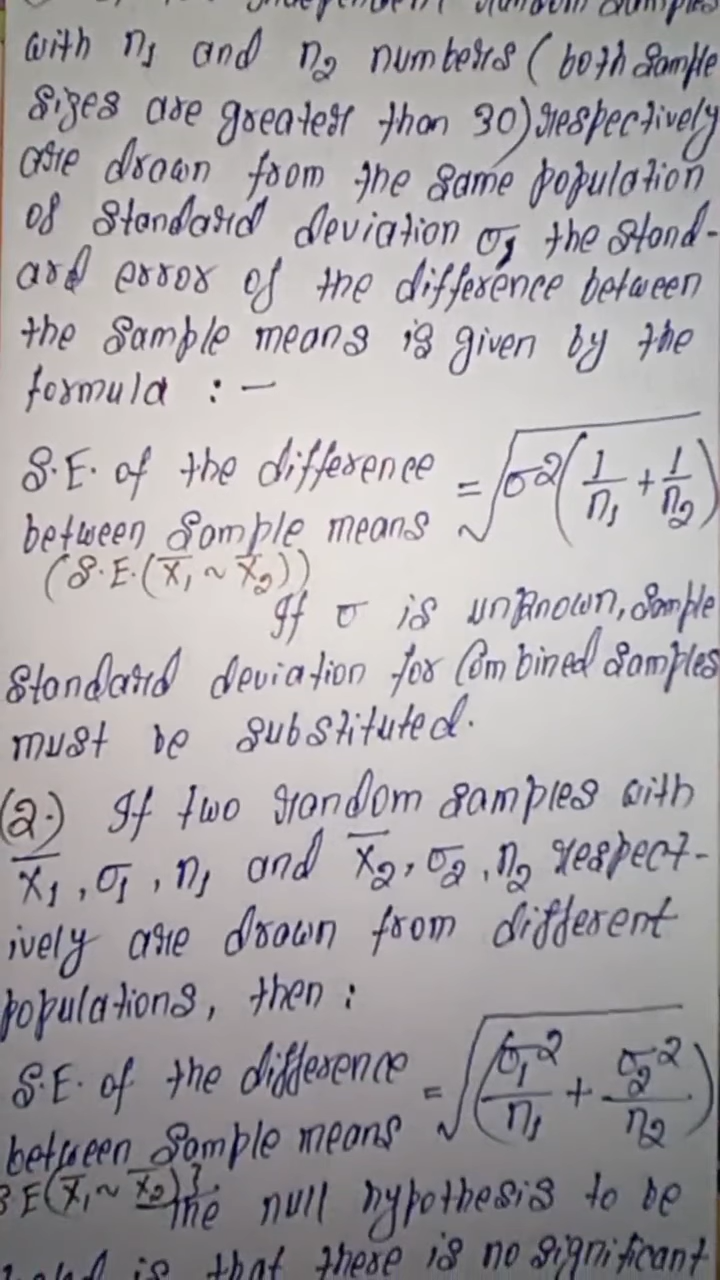 independent random samples
with n₁ and n₂ numbers (both sample
sizes are greater than 30) respectively
are drawn from the same population
of standard deviation σ, the stand-
ard error of the difference between
the sample means is given by the
formula : —
S.E. of the difference between sample means = √σ²(1/n₁ + 1/n₂)
(S.E.(x̄₁ ~ x̄₂))
If σ is unknown, sample
standard deviation for Combined samples
must be substituted.
(2.) If two random samples with
x̄₁, σ₁, n₁ and x̄₂, σ₂, n₂ respect-
ively are drawn from different
populations, then :
S.E. of the difference between sample means = √(σ₁²/n₁ + σ₂²/n₂)
S E(x̄₁ ~ x̄₂)}
The null hypothesis to be
is that there is no significant